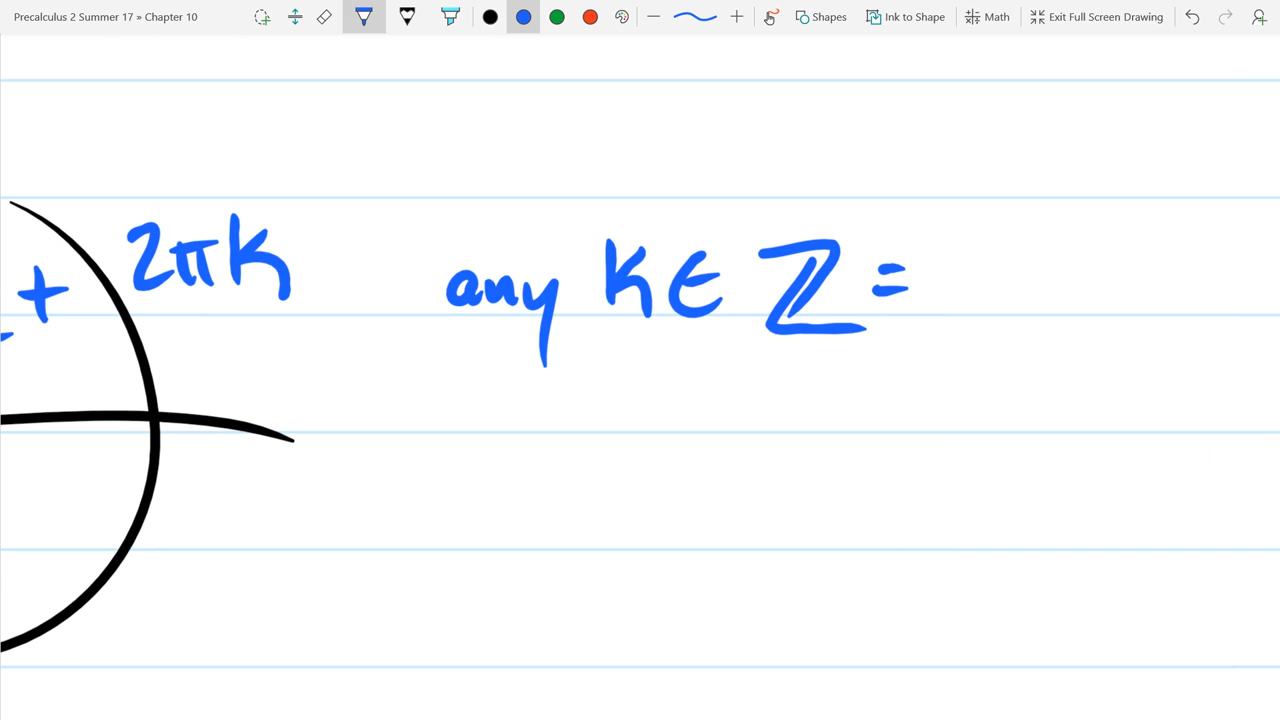 Precalculus 2 Summer 17 » Chapter 10
Shapes
Ink to Shape
Math
Exit Full Screen Drawing
+ 2πk any k ∈ ℤ =